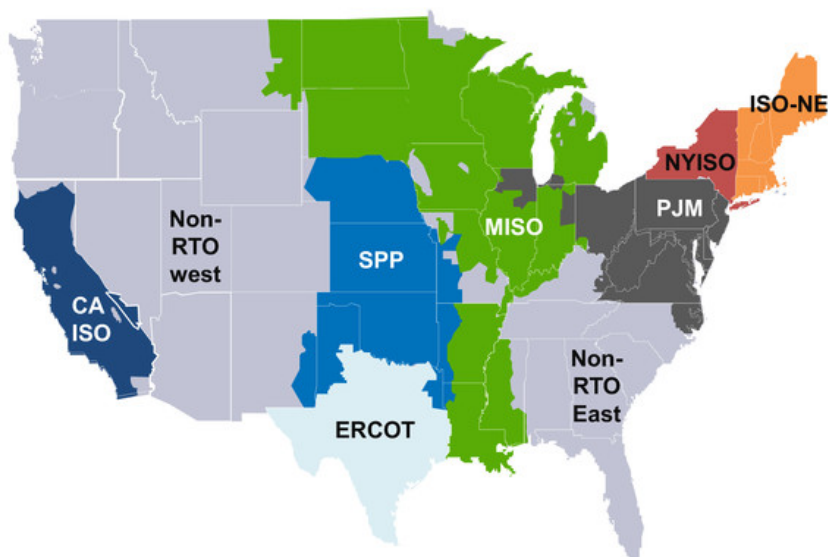 ISO-NE
NYISO
PJM
MISO
Non-
RTO
west
SPP
CA
ISO
Non-
RTO
East
ERCOT